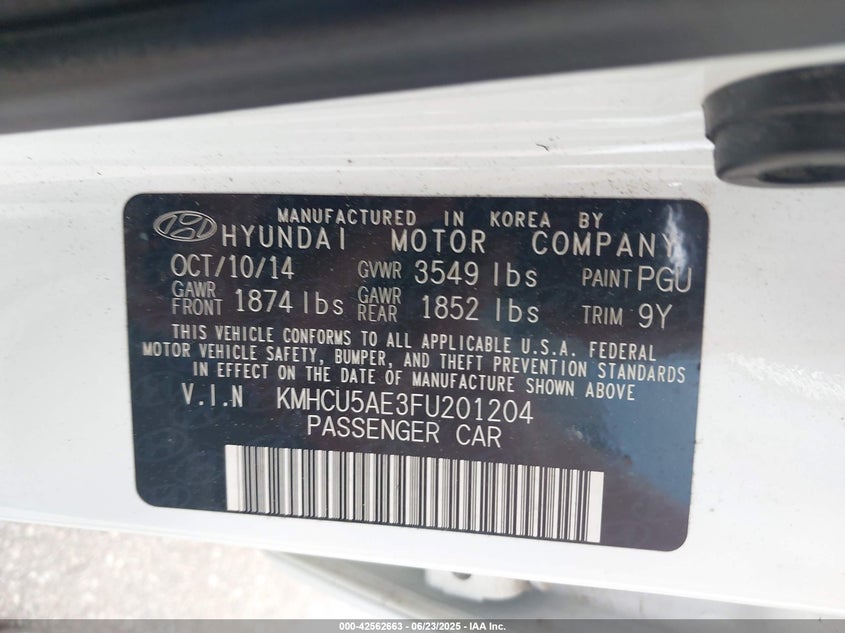 MANUFACTURED IN KOREA BY
HYUNDAI MOTOR COMPANY
OCT/10/14 GVWR 3549 lbs PAINT PGU
GAWR FRONT 1874 lbs GAWR REAR 1852 lbs TRIM 9Y
THIS VEHICLE CONFORMS TO ALL APPLICABLE U.S.A. FEDERAL
MOTOR VEHICLE SAFETY, BUMPER, AND THEFT PREVENTION STANDARDS
IN EFFECT ON THE DATE OF MANUFACTURE SHOWN ABOVE
V.I.N KMHCU5AE3FU201204
PASSENGER CAR
000-42562663 - 06/23/2025 - IAA Inc.